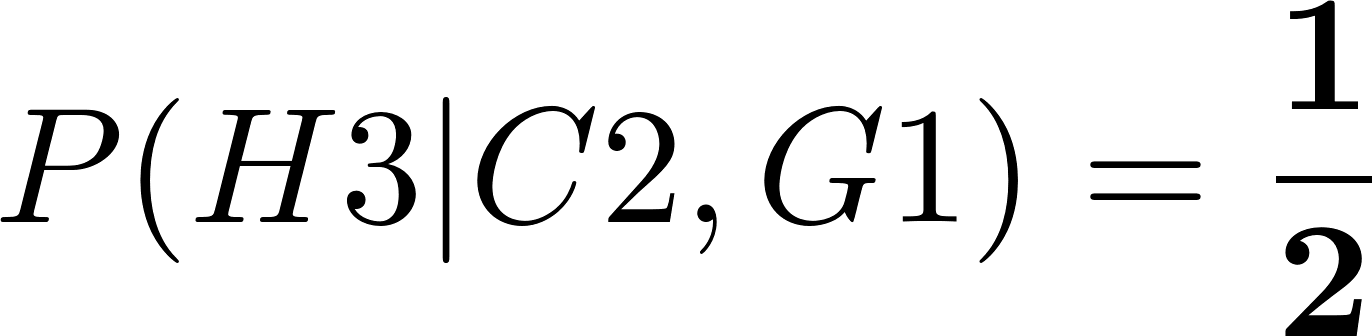 P(H3|C2, G1) = 1/2